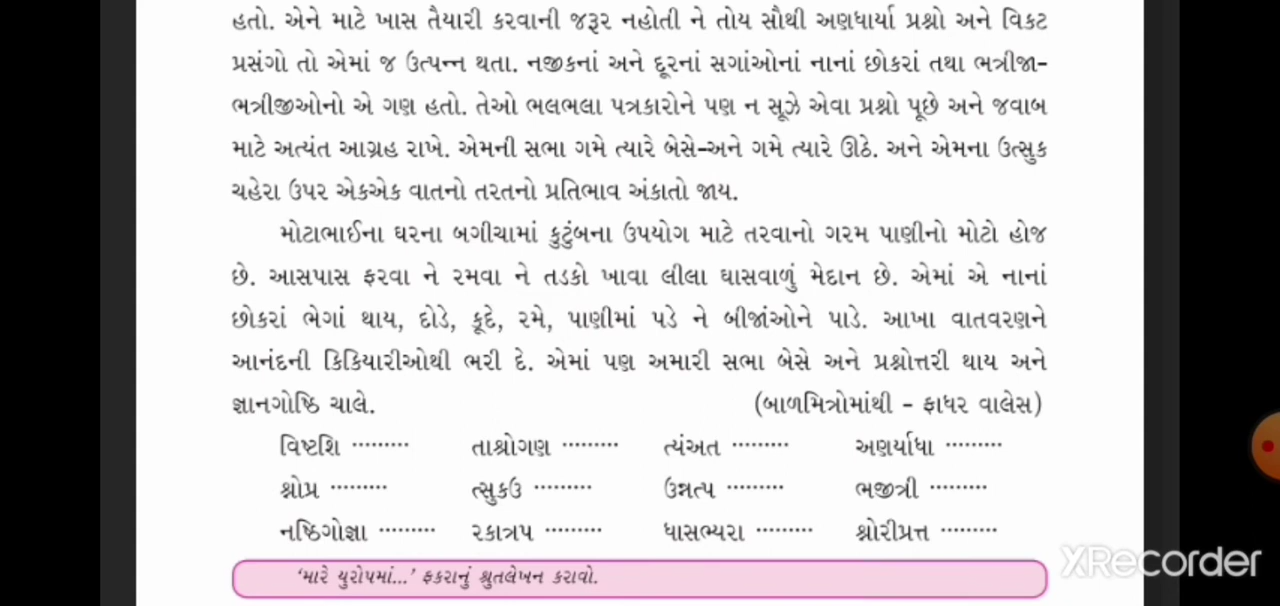 હતો. એને માટે ખાસ તૈયારી કરવાની જરૂર નહોતી ને તોય સૌથી અણધાર્યા પ્રશ્નો અને વિકટ
પ્રસંગો તો એમાં જ ઉત્પન્ન થતા. નજીકનાં અને દૂરનાં સગાંઓનાં નાનાં છોકરાં તથા ભત્રીજા-
ભત્રીજીઓનો એ ગણ હતો. તેઓ ભલભલા પત્રકારોને પણ ન સૂઝે એવા પ્રશ્નો પૂછે અને જવાબ
માટે અત્યંત આગ્રહ રાખે. એમની સભા ગમે ત્યારે બેસે-અને ગમે ત્યારે ઊઠે. અને એમના ઉત્સુક
ચહેરા ઉપર એકએક વાતનો તરતનો પ્રતિભાવ અંકાતો જાય.
મોટાભાઈના ઘરના બગીચામાં કુટુંબના ઉપયોગ માટે તરવાનો ગરમ પાણીનો મોટો હોજ
છે. આસપાસ ફરવા ને રમવા ને તડકો ખાવા લીલા ઘાસવાળું મેદાન છે. એમાં એ નાનાં
છોકરાં ભેગાં થાય, દોડે, કૂદે, રમે, પાણીમાં પડે ને બીજાંઓને પાડે. આખા વાતવરણને
આનંદની કિકિયારીઓથી ભરી દે. એમાં પણ અમારી સભા બેસે અને પ્રશ્નોત્તરી થાય અને
જ્ઞાનગોષ્ઠિ ચાલે. (બાળમિત્રોમાંથી - ફાધર વાલેસ)
વિષ્ટશિ ......... તાશ્રોગણ ......... ત્યંઅત ......... અણર્યાધા .........
શ્નોપ્ર ......... ત્સુકઉ ......... ઉન્નત્પ ......... ભજીત્રી .........
નષ્ઠિગોજ્ઞા ......... રકાત્રપ ......... ધાસભ્યરા ......... શ્નોરીપ્રત્ત .........
‘મારે યુરોપમાં...’ ફકરાનું શ્રુતલેખન કરાવો.
XRecorder